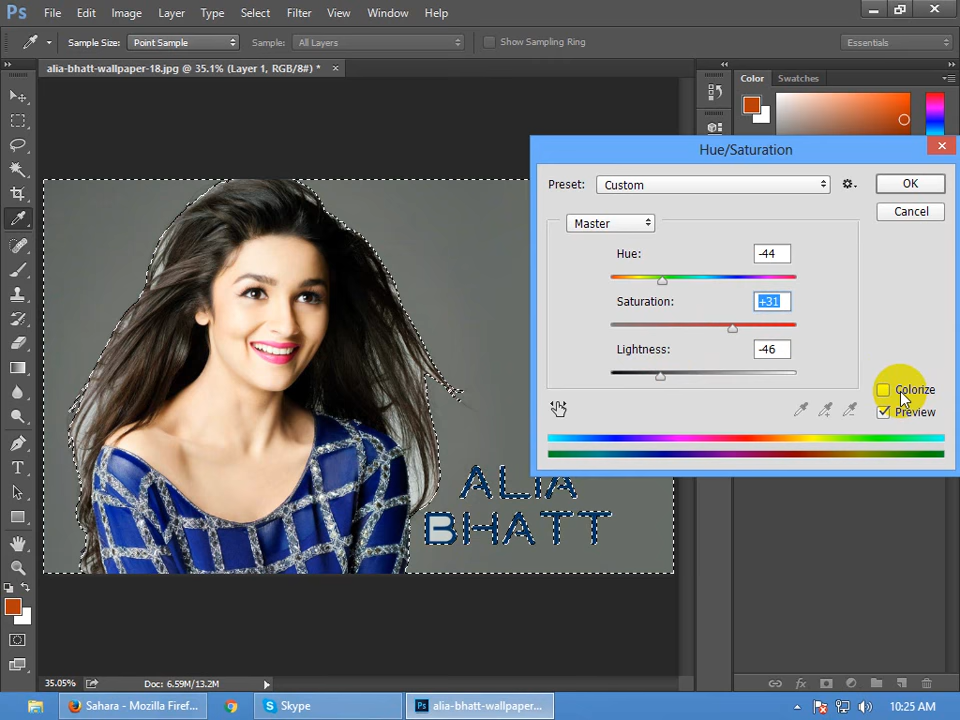 Ps File Edit Image Layer Type Select Filter View Window Help
Sample Size: Point Sample Sample: All Layers Show Sampling Ring Essentials
alia-bhatt-wallpaper-18.jpg @ 35.1% (Layer 1, RGB/8#) * ×
Color Swatches
Hue/Saturation
Preset: Custom OK
Cancel
Master
Hue: -44
Saturation: +31
Lightness: -46
Colorize
Preview
ALIA
BHATT
35.05% Doc: 6.59M/13.2M
Sahara - Mozilla Firef... Skype Ps alia-bhatt-wallpaper... 10:25 AM